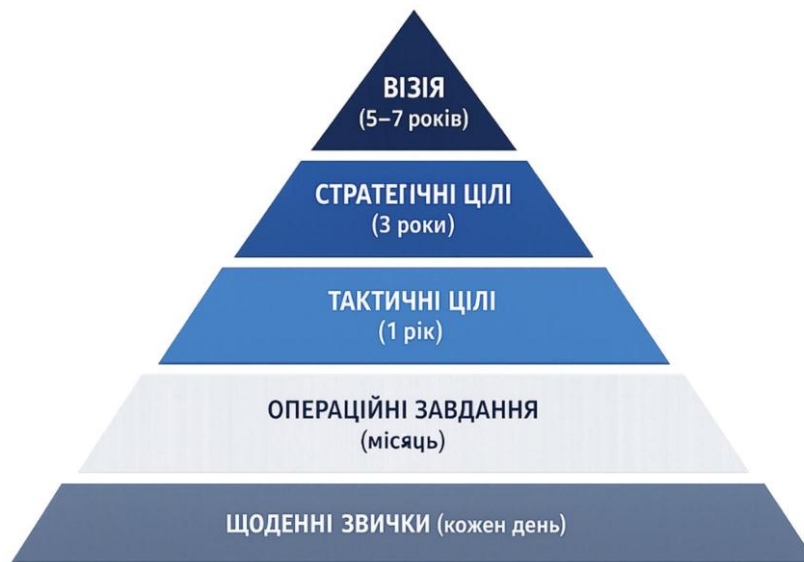 ВІЗІЯ
(5–7 років)
СТРАТЕГІЧНІ ЦІЛІ
(3 роки)
ТАКТИЧНІ ЦІЛІ
(1 рік)
ОПЕРАЦІЙНІ ЗАВДАННЯ
(місяць)
ЩОДЕННІ ЗВИЧКИ (кожен день)